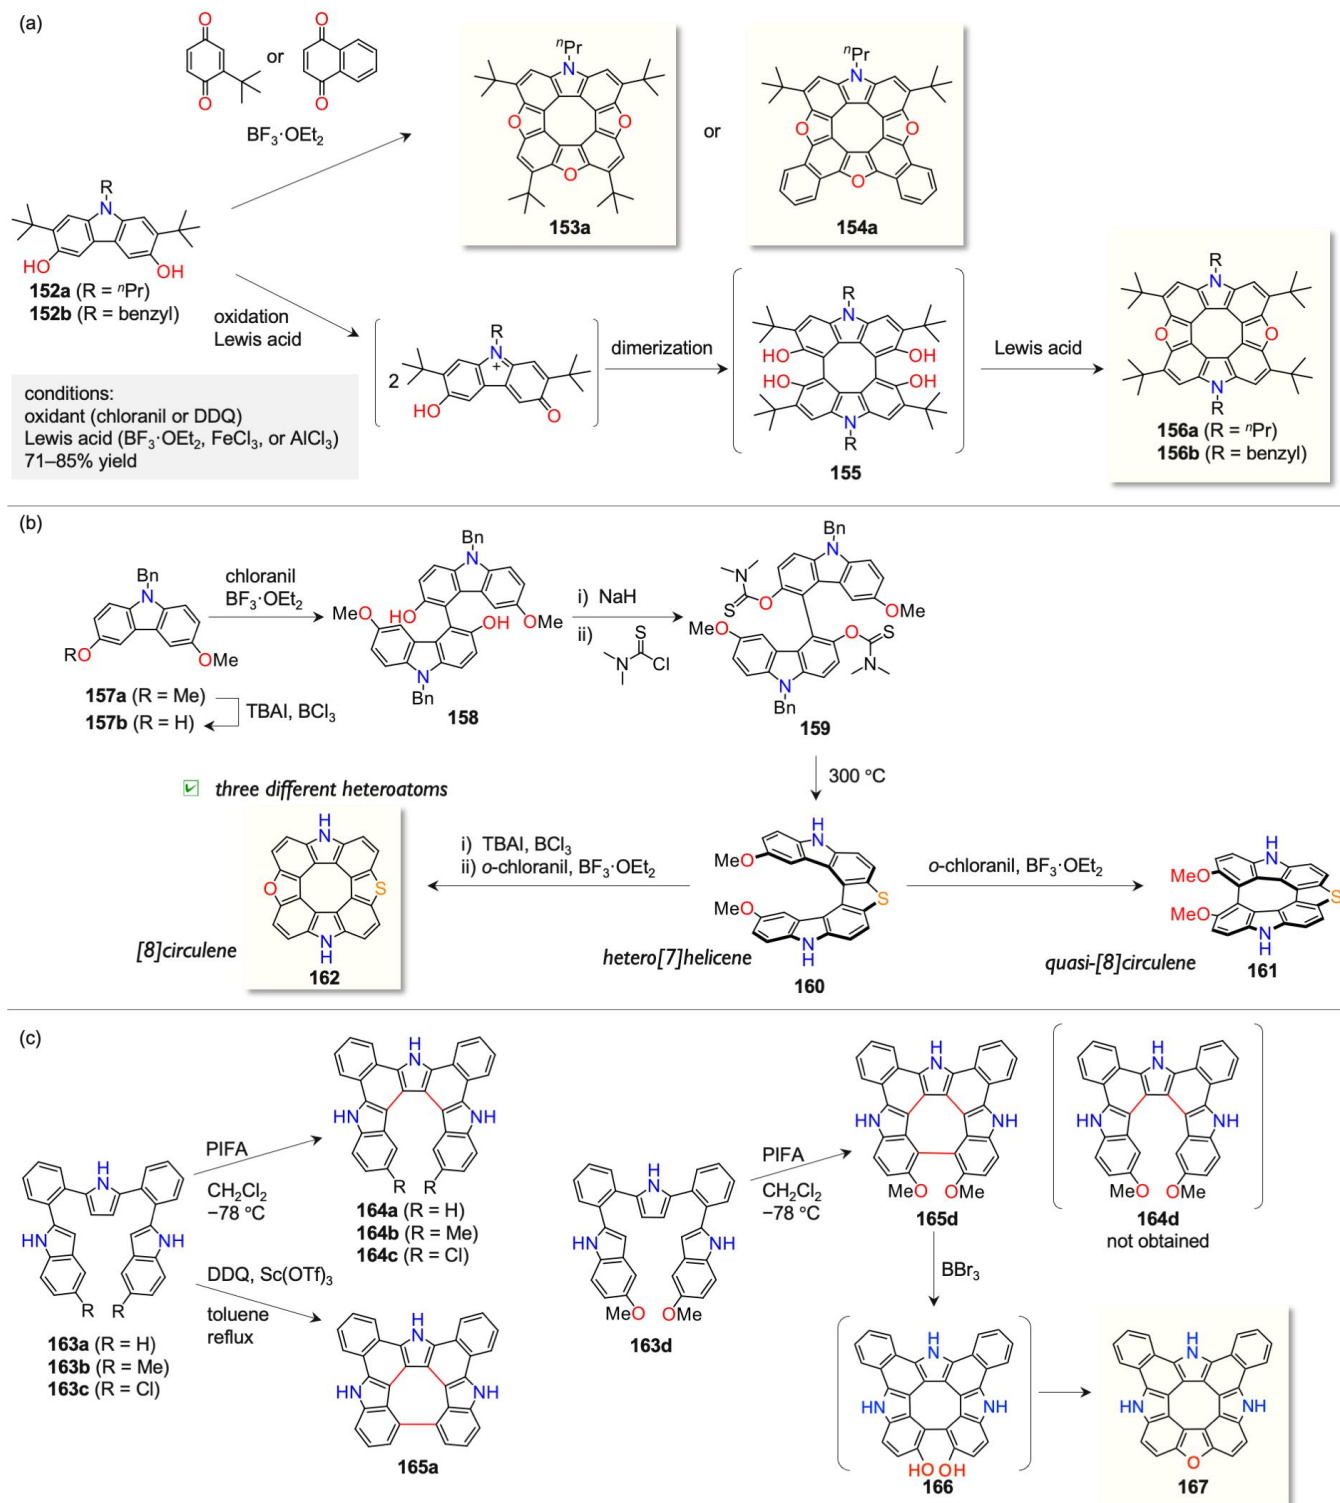 (a)
O
O
or
O
O
BF₃·OEt₂
R
N
HO
OH
152a (R = ⁿPr)
152b (R = benzyl)
ⁿPr
N
O
O
O
153a
or
ⁿPr
N
O
O
O
154a
oxidation
Lewis acid
conditions:
oxidant (chloranil or DDQ)
Lewis acid (BF₃·OEt₂, FeCl₃, or AlCl₃)
71–85% yield
2
R
N
+
HO
O
dimerization
R
N
HO
OH
HO
OH
N
R
155
Lewis acid
R
N
O
O
N
R
156a (R = ⁿPr)
156b (R = benzyl)
(b)
Bn
N
RO
OMe
157a (R = Me)
157b (R = H)
TBAI, BCl₃
chloranil
BF₃·OEt₂
Bn
N
MeO
HO
OH
OMe
N
Bn
158
i) NaH
ii)
S
N
Cl
Bn
N
N
S
O
OMe
MeO
O
S
N
N
Bn
159
300 °C
three different heteroatoms
H
N
O
S
N
H
[8]circulene
162
i) TBAI, BCl₃
ii) o-chloranil, BF₃·OEt₂
H
N
MeO
S
MeO
N
H
hetero[7]helicene
160
o-chloranil, BF₃·OEt₂
H
N
MeO
S
MeO
N
H
quasi-[8]circulene
161
(c)
H
N
HN
NH
R
R
163a (R = H)
163b (R = Me)
163c (R = Cl)
PIFA
CH₂Cl₂
−78 °C
H
N
HN
NH
R
R
164a (R = H)
164b (R = Me)
164c (R = Cl)
DDQ, Sc(OTf)₃
toluene
reflux
H
N
HN
NH
165a
H
N
HN
NH
MeO
OMe
163d
PIFA
CH₂Cl₂
−78 °C
H
N
HN
NH
MeO
OMe
165d
H
N
HN
NH
MeO
OMe
164d
not obtained
BBr₃
H
N
HN
NH
HO
OH
166
H
N
HN
NH
O
167